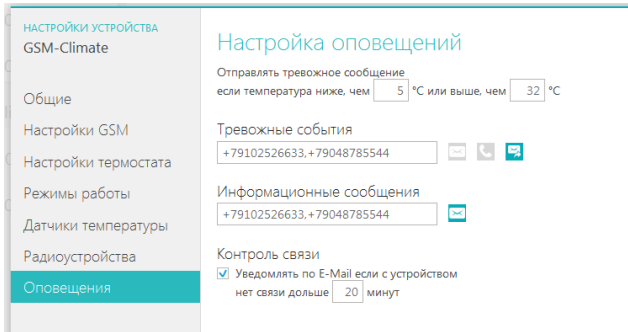 НАСТРОЙКИ УСТРОЙСТВА
GSM-Climate
Общие
Настройки GSM
Настройки термостата
Режимы работы
Датчики температуры
Радиоустройства
Оповещения
Настройка оповещений
Отправлять тревожное сообщение
если температура ниже, чем 5 °C или выше, чем 32 °C
Тревожные события
+79102526633,+79048785544
Информационные сообщения
+79102526633,+79048785544
Контроль связи
Уведомлять по E-Mail если с устройством
нет связи дольше 20 минут